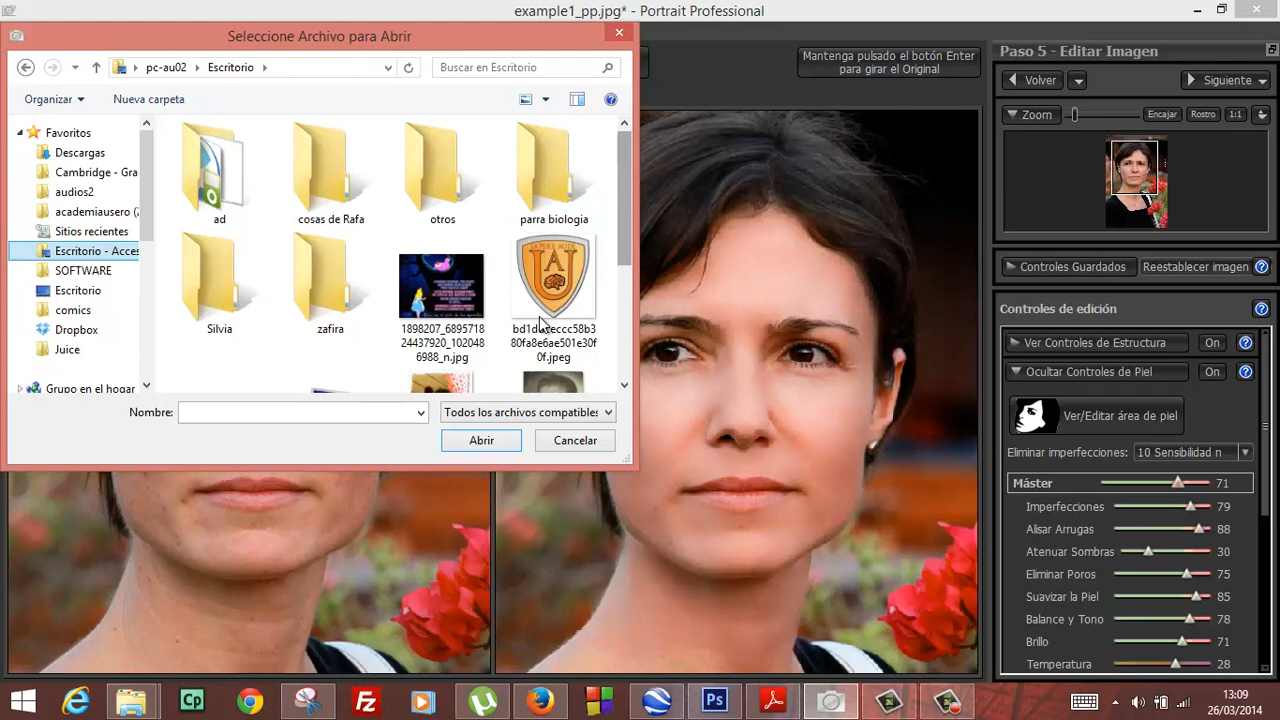 example1_pp.jpg* - Portrait Professional
Seleccione Archivo para Abrir
pc-au02
Escritorio
Buscar en Escritorio
Organizar
Nueva carpeta
Favoritos
Descargas
Cambridge - Gra
audios2
academiausero (
Sitios recientes
Escritorio - Acces
SOFTWARE
Escritorio
comics
Dropbox
Juice
Grupo en el hogar
ad
cosas de Rafa
otros
parra biologia
Silvia
zafira
1898207_6895718
24437920_102048
6988_n.jpg
80fa8e6ae501e30f
0f.jpeg
Nombre:
Todos los archivos compatibles
Abrir
Cancelar
Mantenga pulsado el botón Enter
para girar el Original
Paso 5 - Editar Imagen
Volver
Siguiente
Zoom
Encajar
Rostro
1:1
Controles Guardados
Reestablecer imagen
Controles de edición
Ver Controles de Estructura
On
Ocultar Controles de Piel
On
Ver/Editar área de piel
Eliminar imperfecciones:
10 Sensibilidad n
Máster 71
Imperfecciones 79
Alisar Arrugas 88
Atenuar Sombras 30
Eliminar Poros 75
Suavizar la Piel 85
Balance y Tono 78
Brillo 71
Temperatura 28
Cp
Fz
Ps
13:09
26/03/2014